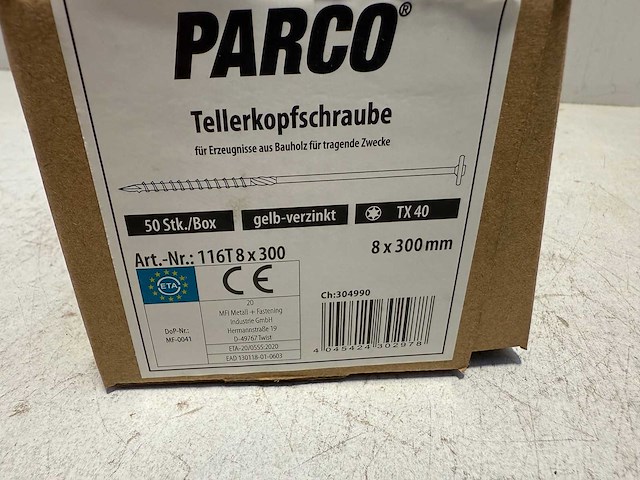 PARCO®
Tellerkopfschraube
für Erzeugnisse aus Bauholz für tragende Zwecke
50 Stk./Box gelb-verzinkt TX 40
Art.-Nr.: 116T 8 x 300 8 x 300 mm
ETA
CE
DoP-Nr.:
MF-0041
20
MFI Metall + Fastening
Industrie GmbH
Hermannstraße 19
D-49767 Twist
ETA-20/0555:2020
EAD 130118-01-0603
Ch:304990
4 045424 302978